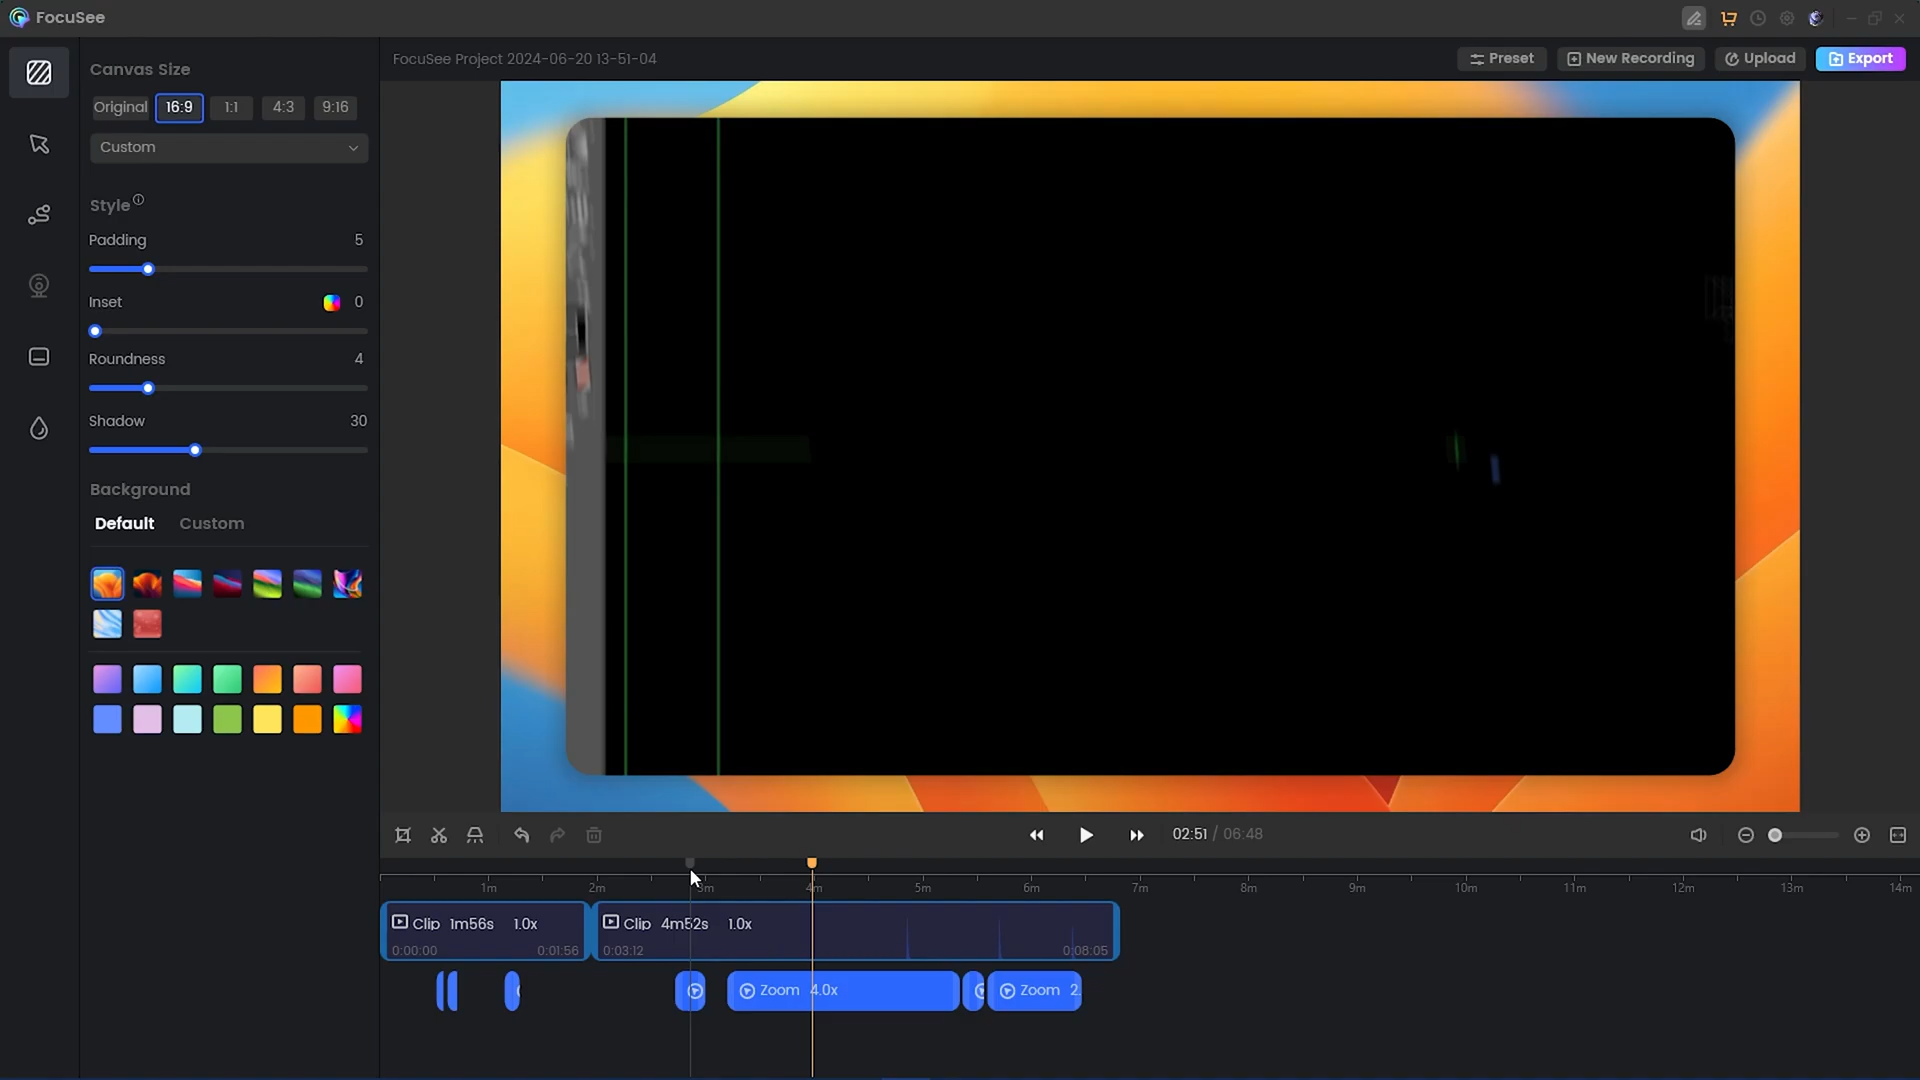 FocuSee
Canvas Size
FocuSee Project 2024-06-20 13-51-04
Preset
New Recording
Upload
Export
Original 16:9 1:1 4:3 9:16
Custom
Style
Padding 5
Inset 0
Roundness 4
Shadow 30
Background
Default Custom
02:51 / 06:48
1m 2m 3m 4m 5m 6m 7m 8m 9m 10m 11m 12m 13m 14m
Clip 1m56s 1.0x
0:00:00 0:01:56
Clip 4m52s 1.0x
0:03:12 0:08:05
Zoom 4.0x
Zoom 2.